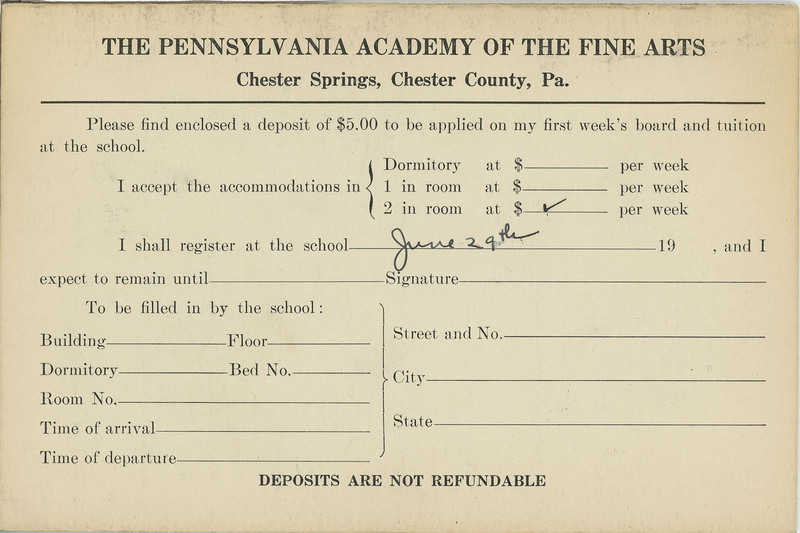 THE PENNSYLVANIA ACADEMY OF THE FINE ARTS
Chester Springs, Chester County, Pa.
Please find enclosed a deposit of $5.00 to be applied on my first week's board and tuition
at the school.
Dormitory at $ per week
I accept the accommodations in { 1 in room at $ per week
2 in room at $ ✓ per week
I shall register at the school June 29th 19 , and I
expect to remain until Signature
To be filled in by the school:
Building Floor
Dormitory Bed No.
Room No.
Time of arrival
Time of departure
Street and No.
City
State
DEPOSITS ARE NOT REFUNDABLE